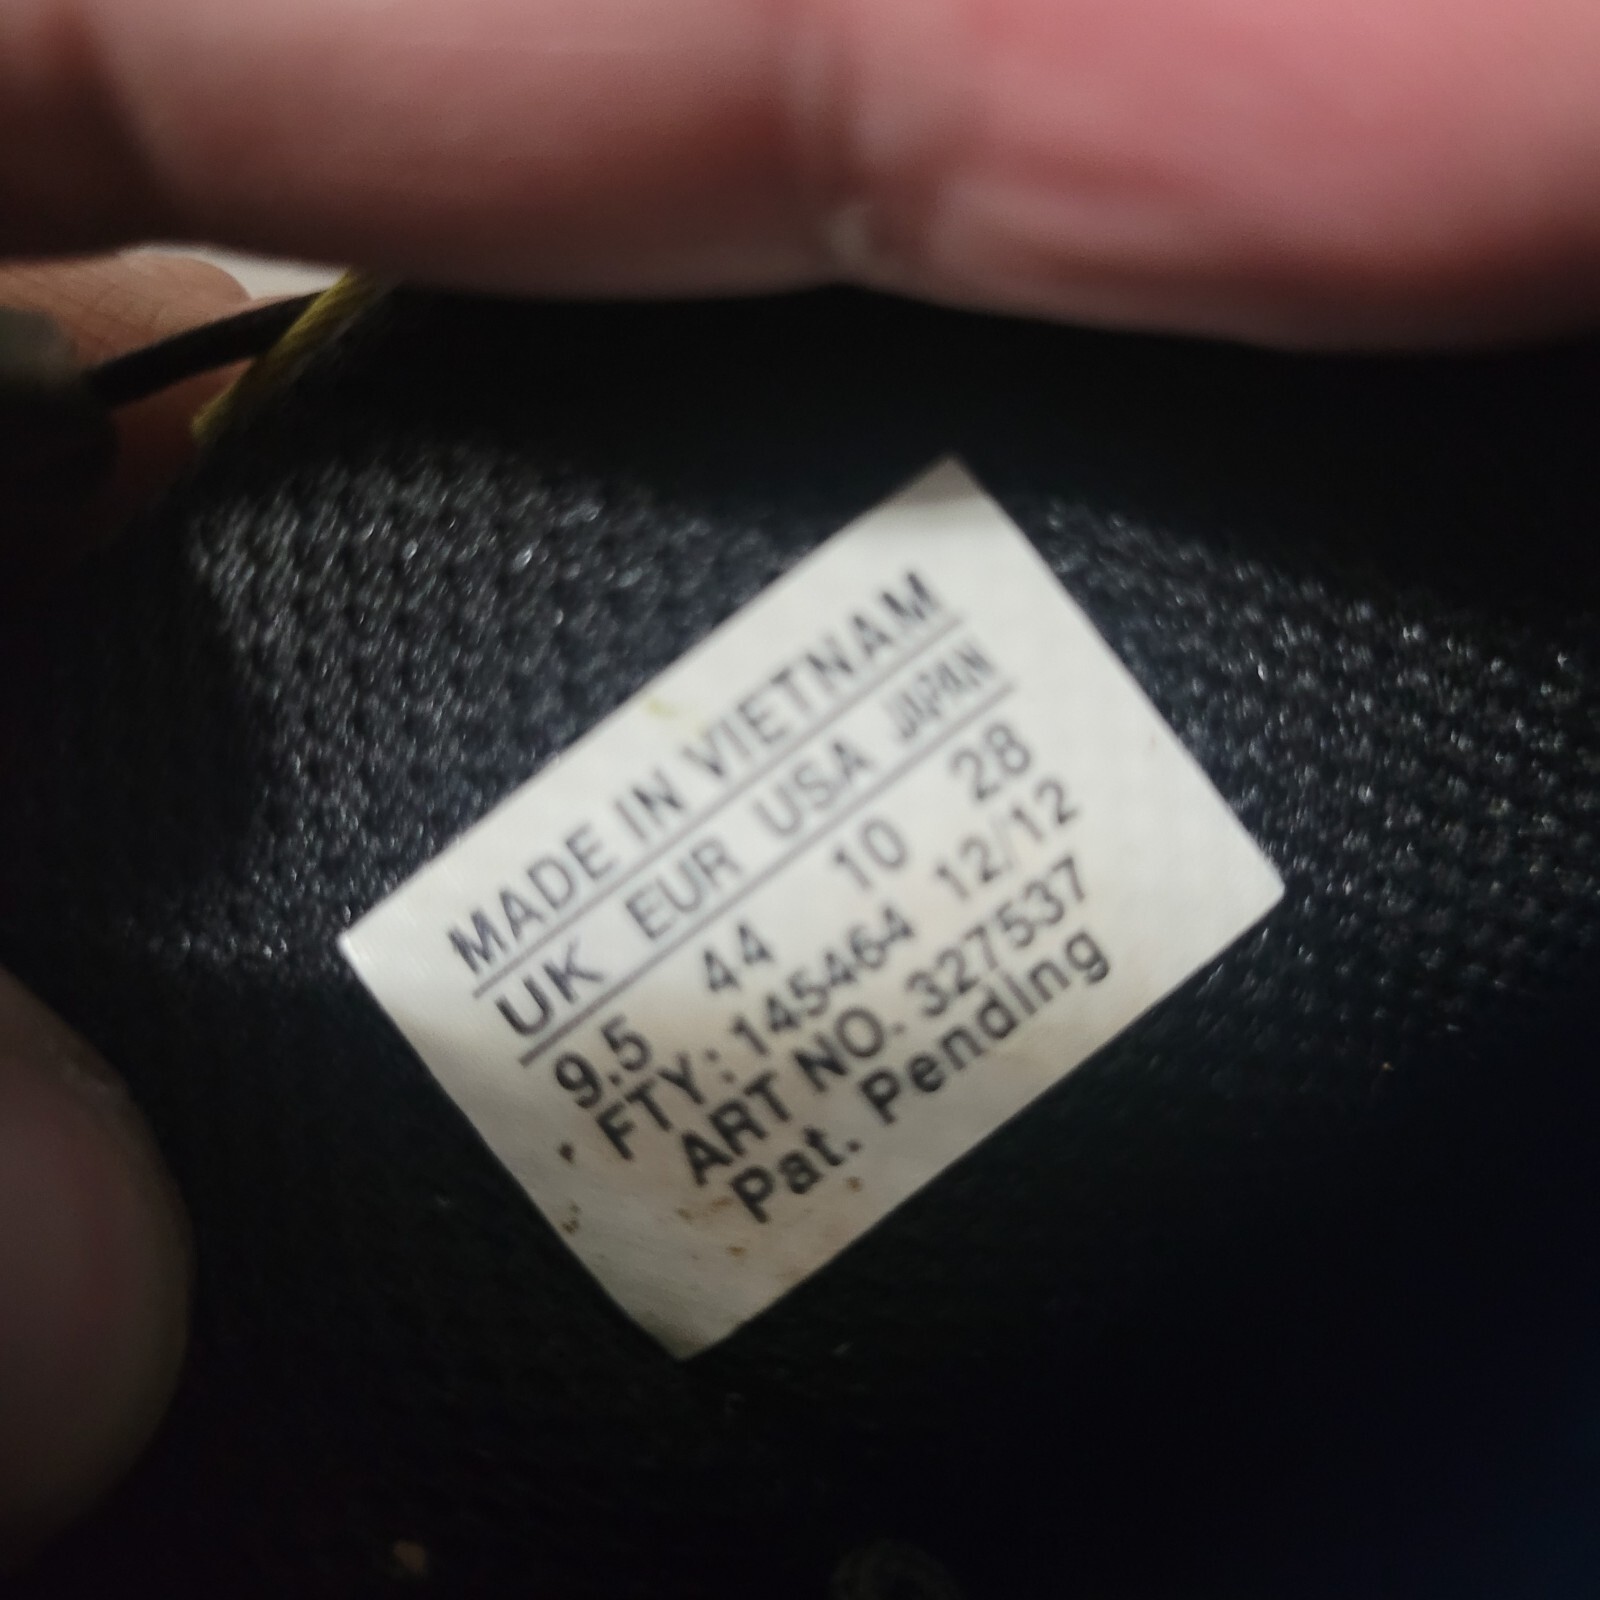 MADE IN VIETNAM
UK EUR USA JAPAN
9.5 44 10 28
FTY: 145464 12/12
ART NO. 327537
Pat. Pending